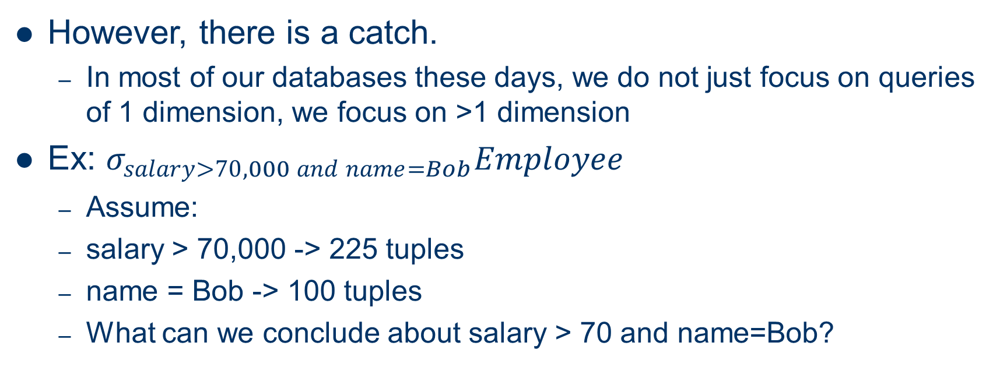 ● However, there is a catch.
– In most of our databases these days, we do not just focus on queries
of 1 dimension, we focus on >1 dimension
● Ex: σ_salary>70,000 and name=Bob Employee
– Assume:
– salary > 70,000 -> 225 tuples
– name = Bob -> 100 tuples
– What can we conclude about salary > 70 and name=Bob?